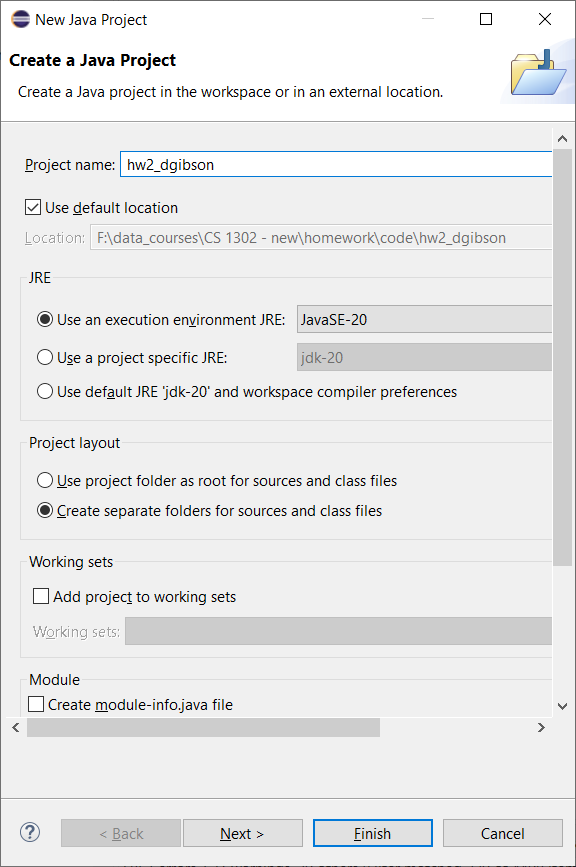 New Java Project
Create a Java Project
Create a Java project in the workspace or in an external location.
Project name: hw2_dgibson
Use default location
Location: F:\data_courses\CS 1302 - new\homework\code\hw2_dgibson
JRE
Use an execution environment JRE: JavaSE-20
Use a project specific JRE: jdk-20
Use default JRE 'jdk-20' and workspace compiler preferences
Project layout
Use project folder as root for sources and class files
Create separate folders for sources and class files
Working sets
Add project to working sets
Working sets:
Module
Create module-info.java file
? < Back Next > Finish Cancel